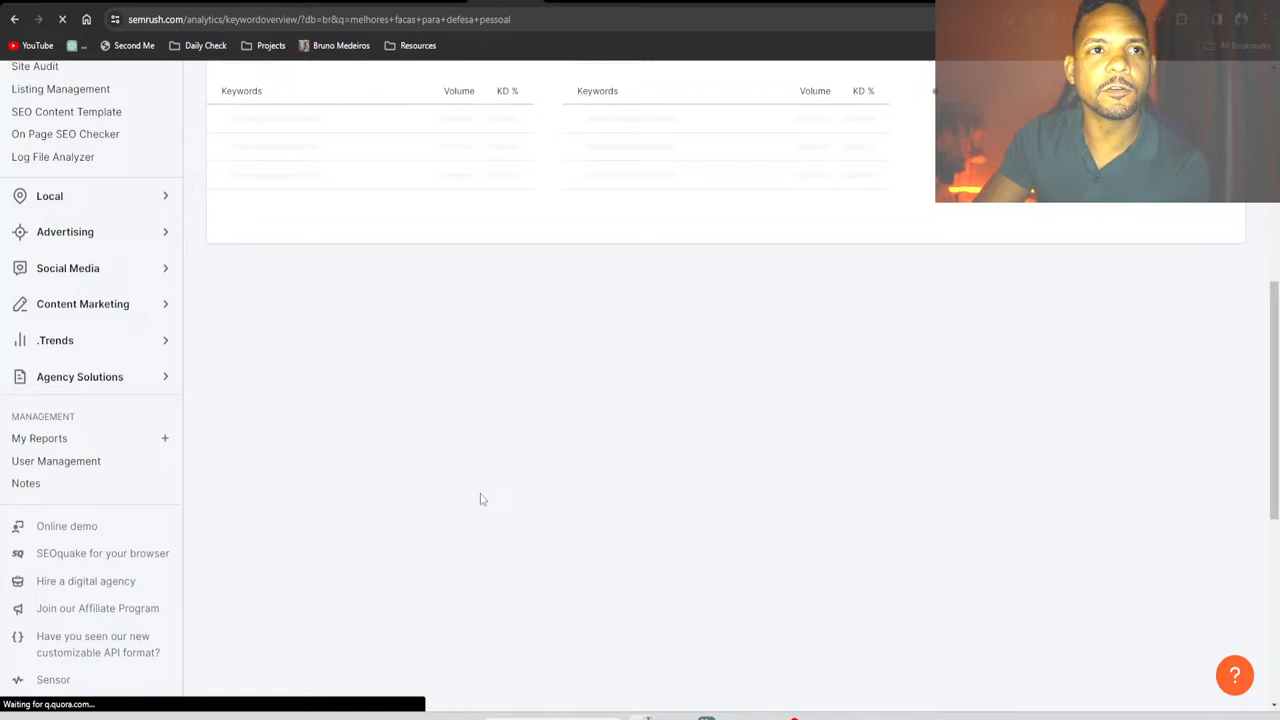 semrush.com/analytics/keywordoverview/?db=br&q=melhores+facas+para+defesa+pessoal
YouTube
...
Second Me
Daily Check
Projects
Bruno Medeiros
Resources
All Bookmarks
Site Audit
Listing Management
SEO Content Template
On Page SEO Checker
Log File Analyzer
Local
Advertising
Social Media
Content Marketing
.Trends
Agency Solutions
MANAGEMENT
My Reports +
User Management
Notes
Online demo
SQ SEOquake for your browser
Hire a digital agency
Join our Affiliate Program
{} Have you seen our new
customizable API format?
Sensor
Keywords Volume KD %
Keywords Volume KD %
?
Waiting for q.quora.com...